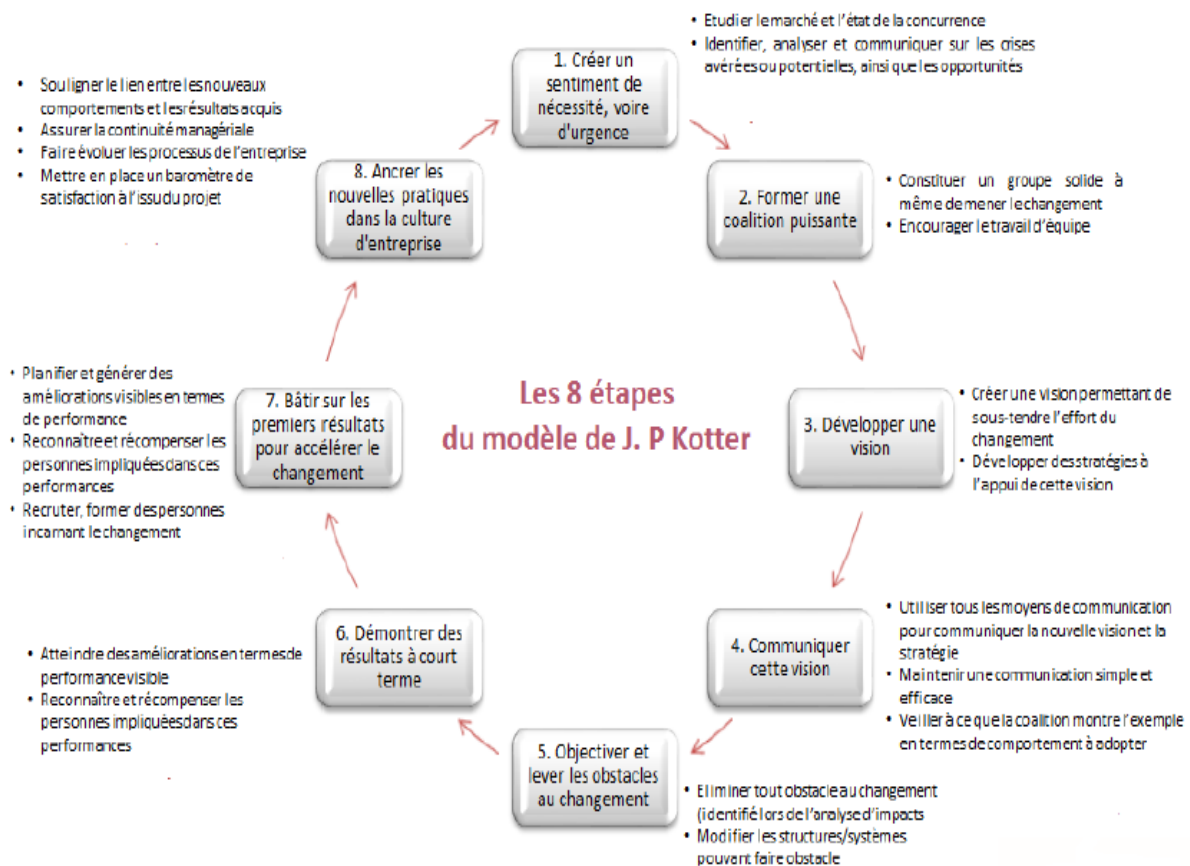 Les 8 étapes
du modèle de J. P Kotter
1. Créer un
sentiment de
nécessité, voire
d'urgence
• Etudier le marché et l'état de la concurrence
• Identifier, analyser et communiquer sur les crises
avérées ou potentielles, ainsi que les opportunités
2. Former une
coalition puissante
• Constituer un groupe solide à
même de mener le changement
• Encourager le travail d'équipe
3. Développer une
vision
• Créer une vision permettant de
sous-tendre l'effort du
changement
• Développer des stratégies à
l'appui de cette vision
4. Communiquer
cette vision
• Utiliser tous les moyens de communication
pour communiquer la nouvelle vision et la
stratégie
• Maintenir une communication simple et
efficace
• Veiller à ce que la coalition montre l'exemple
en termes de comportement à adopter
5. Objectiver et
lever les obstacles
au changement
• Eliminer tout obstacle au changement
(identifié lors de l'analyse d'impacts
• Modifier les structures/systèmes
pouvant faire obstacle
6. Démontrer des
résultats à court
terme
• Atteindre des améliorations en termes de
performance visible
• Reconnaître et récompenser les
personnes impliquées dans ces
performances
7. Bâtir sur les
premiers résultats
pour accélérer le
changement
• Planifier et générer des
améliorations visibles en termes
de performance
• Reconnaître et récompenser les
personnes impliquées dans ces
performances
• Recruter, former des personnes
incarnant le changement
8. Ancrer les
nouvelles pratiques
dans la culture
d'entreprise
• Souligner le lien entre les nouveaux
comportements et les résultats acquis
• Assurer la continuité managériale
• Faire évoluer les processus de l'entreprise
• Mettre en place un baromètre de
satisfaction à l'issu du projet